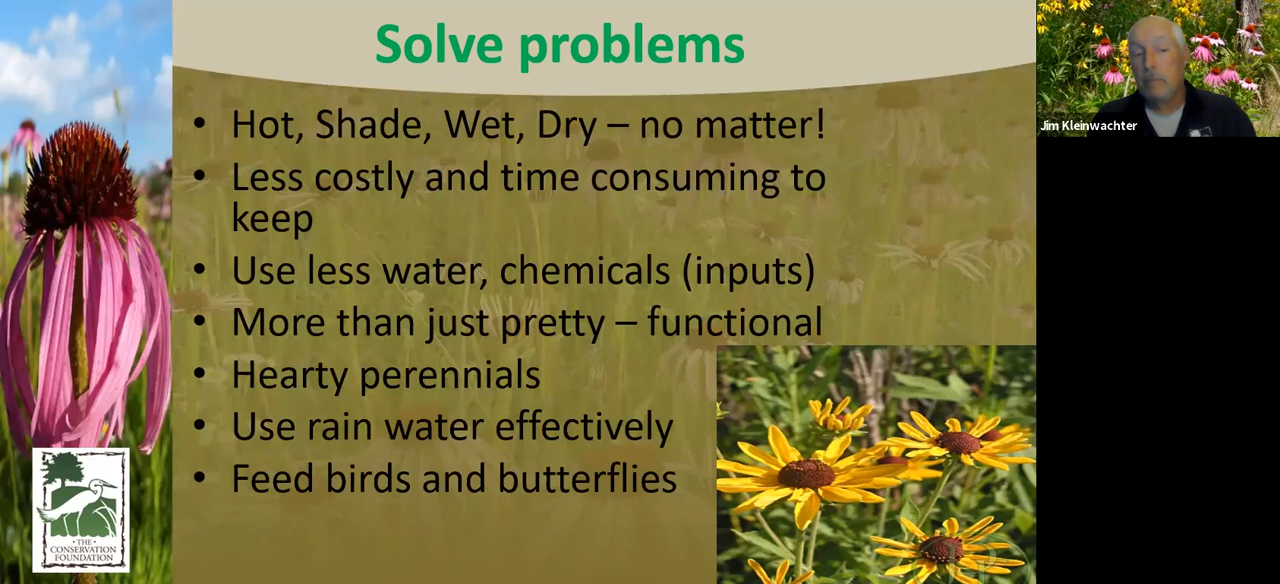 Solve problems
• Hot, Shade, Wet, Dry – no matter!
• Less costly and time consuming to
keep
• Use less water, chemicals (inputs)
• More than just pretty – functional
• Hearty perennials
• Use rain water effectively
• Feed birds and butterflies
• THE •
CONSERVATION
FOUNDATION
Jim Kleinwachter